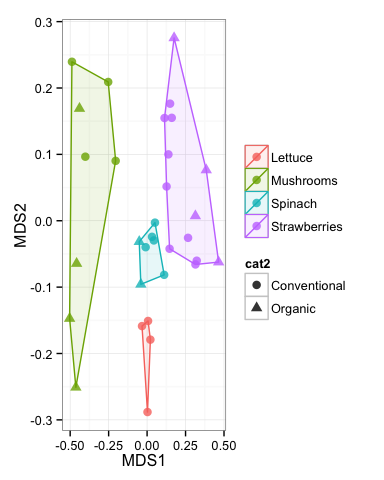 0.3
0.2
0.1
0.0
-0.1
-0.2
-0.3
MDS2
-0.50 -0.25 0.00 0.25 0.50
MDS1
Lettuce
Mushrooms
Spinach
Strawberries
cat2
Conventional
Organic